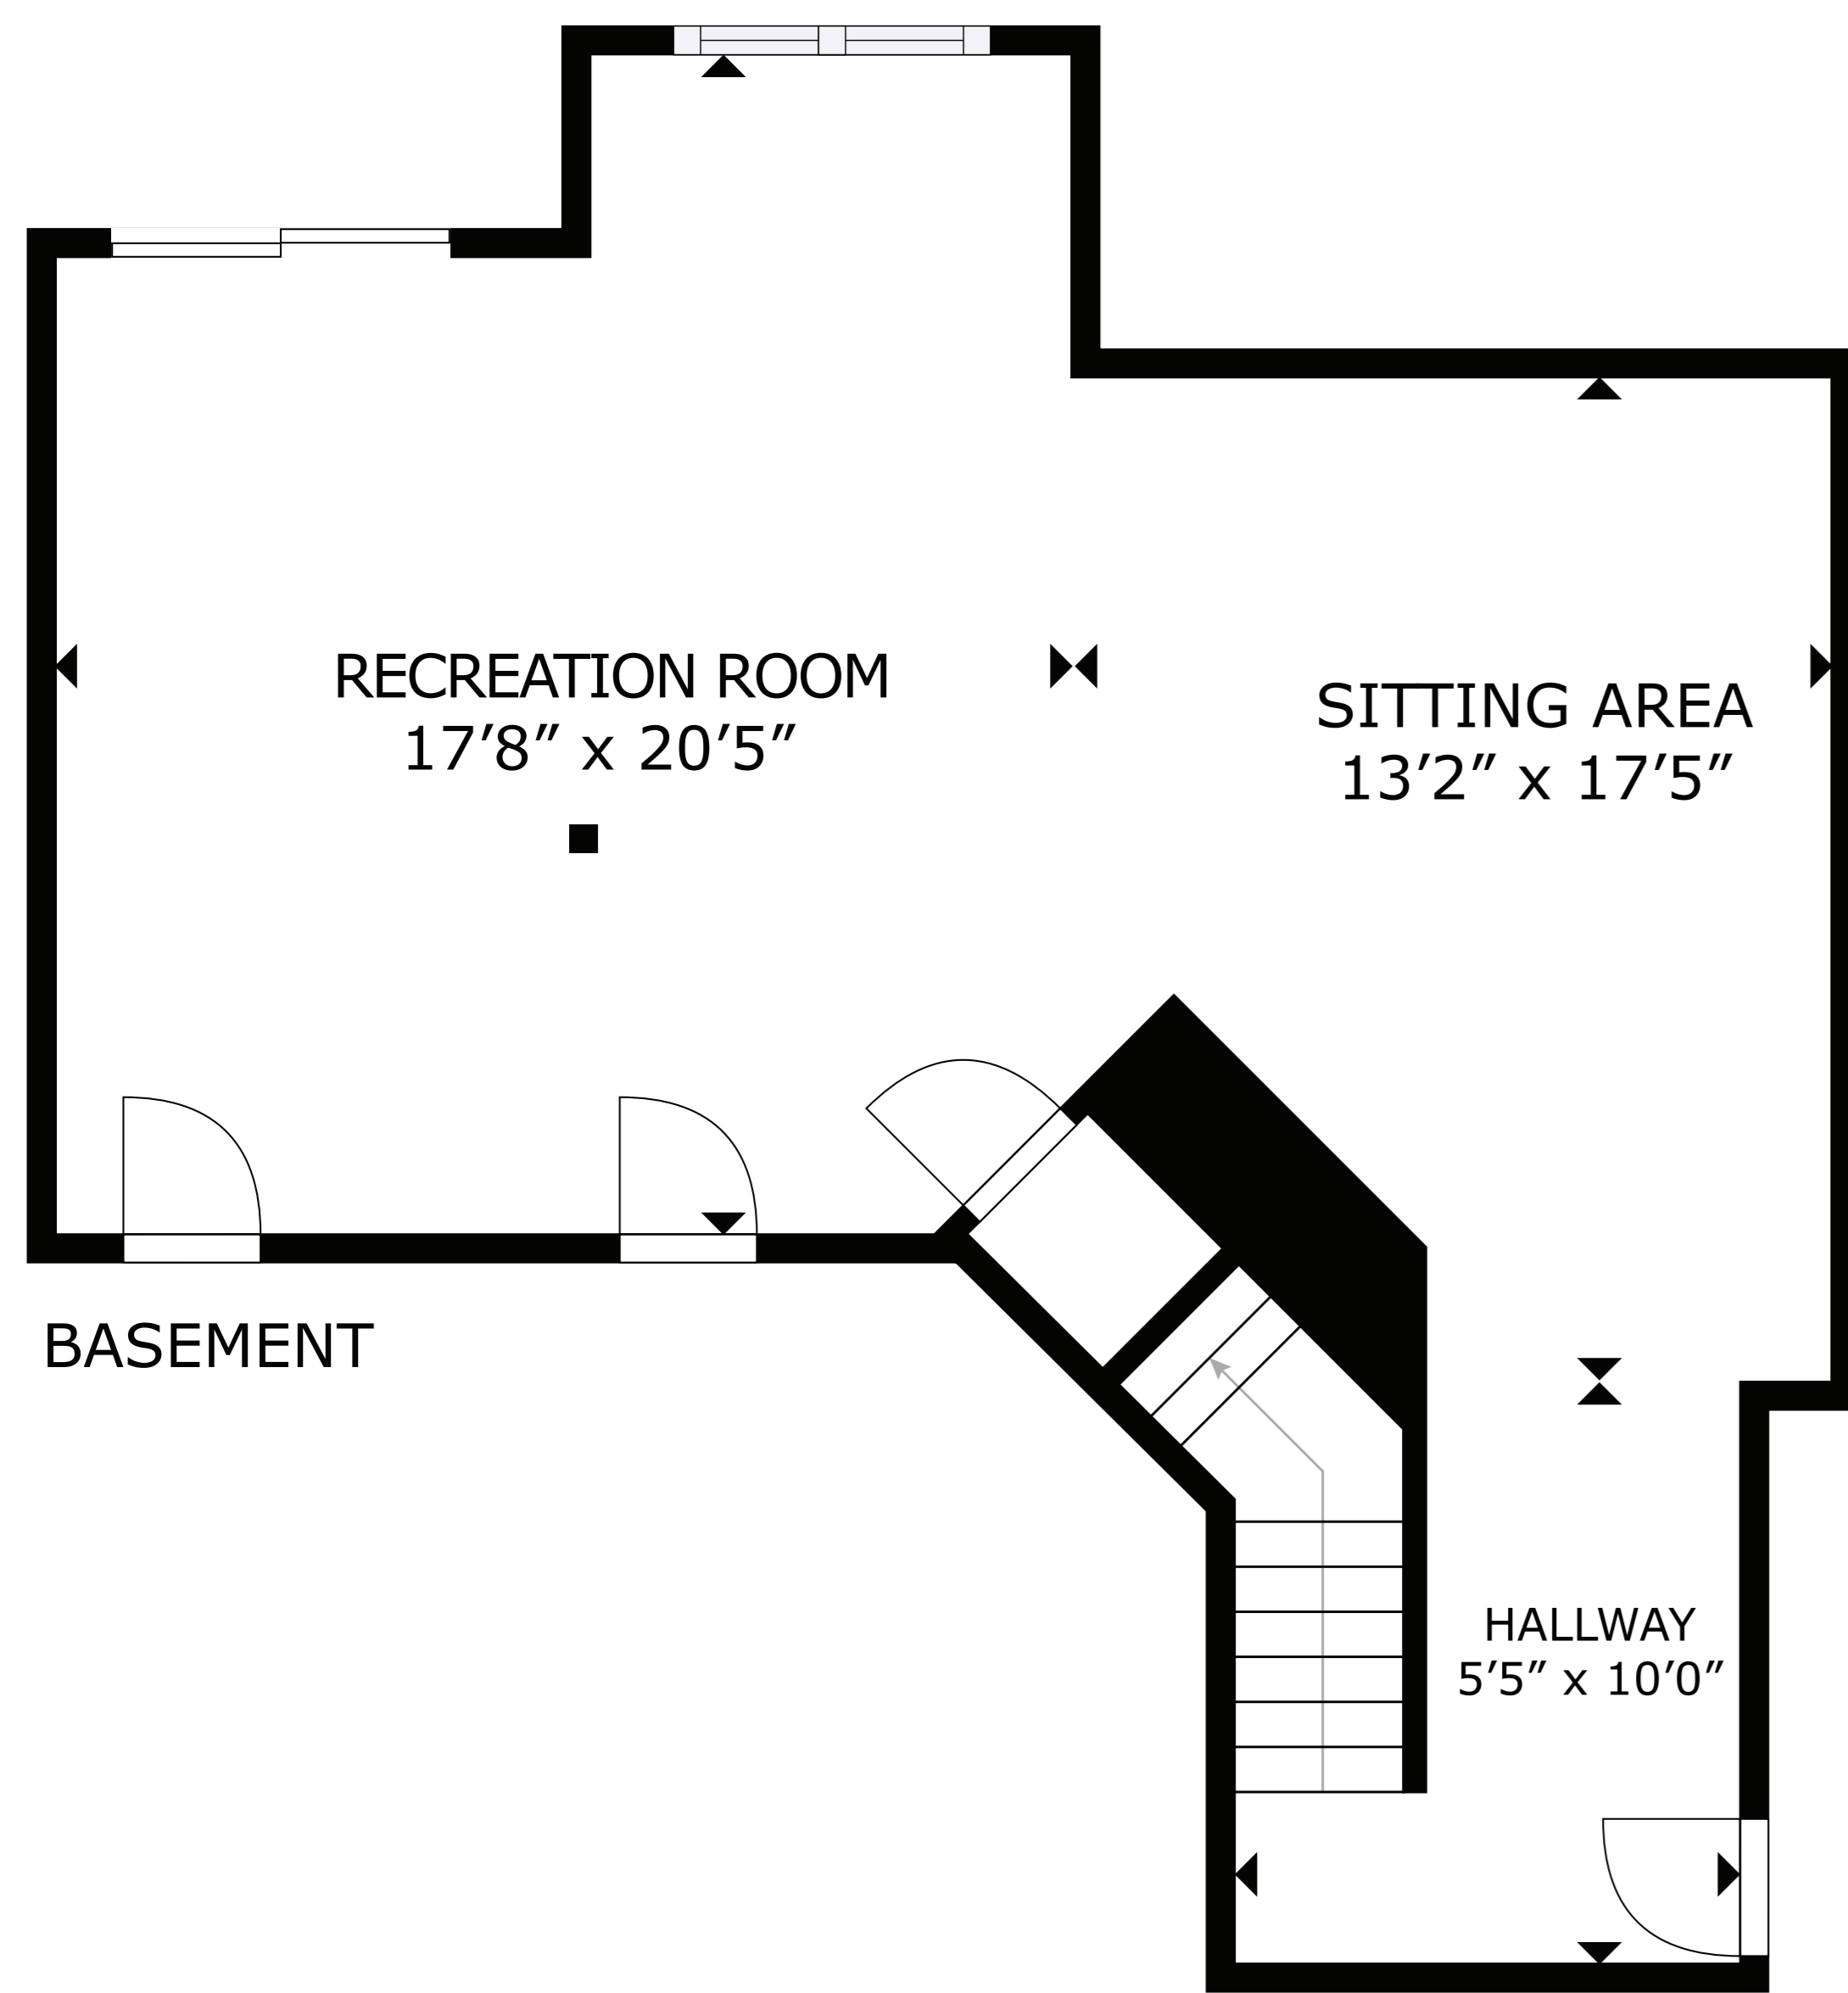 RECREATION ROOM
17′8″ x 20′5″
SITTING AREA
13′2″ x 17′5″
BASEMENT
HALLWAY
5′5″ x 10′0″